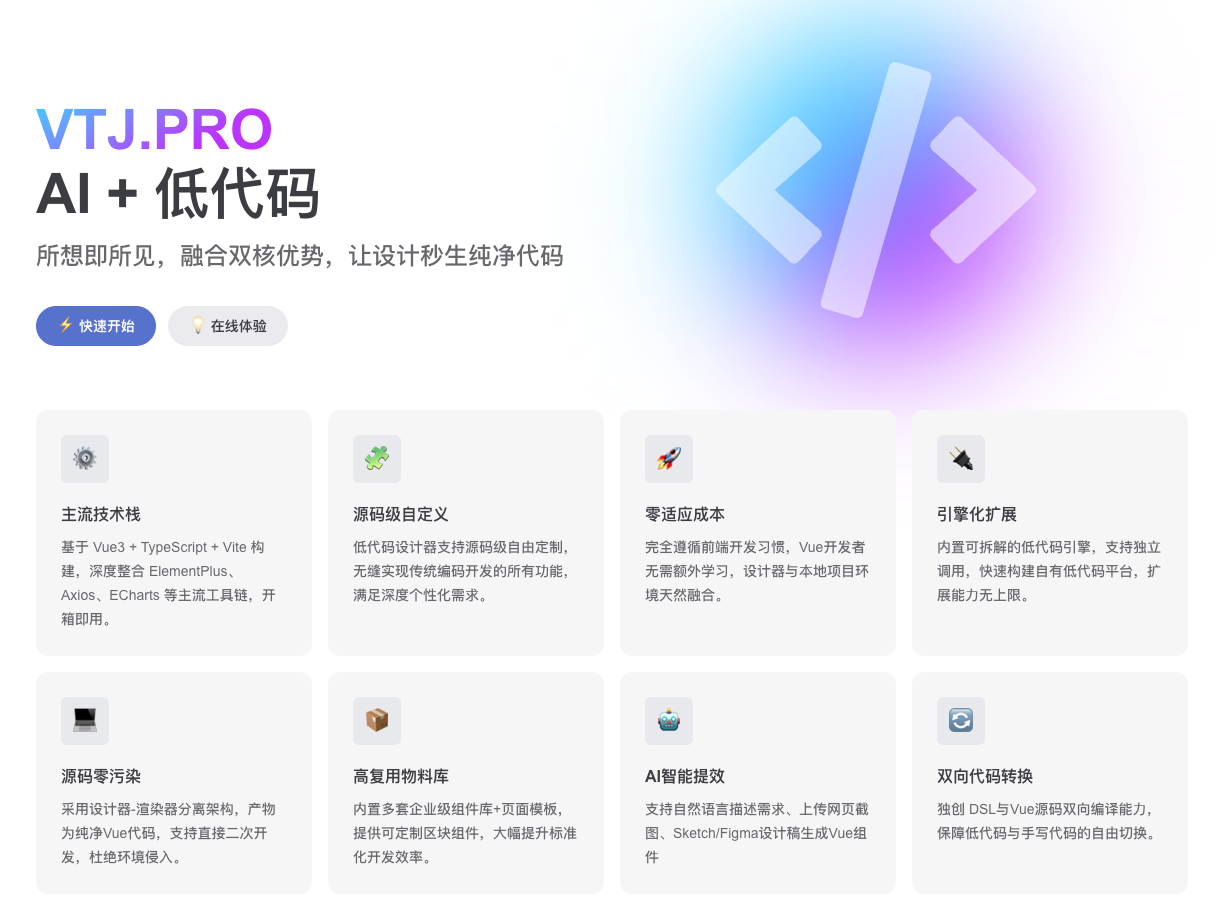 VTJ.PRO
AI + 低代码
所想即所见，融合双核优势，让设计秒生纯净代码
⚡ 快速开始
💡 在线体验
主流技术栈
基于 Vue3 + TypeScript + Vite 构
建，深度整合 ElementPlus、
Axios、ECharts 等主流工具链，开
箱即用。
源码级自定义
低代码设计器支持源码级自由定制，
无缝实现传统编码开发的所有功能，
满足深度个性化需求。
零适应成本
完全遵循前端开发习惯，Vue开发者
无需额外学习，设计器与本地项目环
境天然融合。
引擎化扩展
内置可拆解的低代码引擎，支持独立
调用，快速构建自有低代码平台，扩
展能力无上限。
源码零污染
采用设计器-渲染器分离架构，产物
为纯净Vue代码，支持直接二次开
发，杜绝环境侵入。
高复用物料库
内置多套企业级组件库+页面模板，
提供可定制区块组件，大幅提升标准
化开发效率。
AI智能提效
支持自然语言描述需求、上传网页截
图、Sketch/Figma设计稿生成Vue组
件
双向代码转换
独创 DSL与Vue源码双向编译能力，
保障低代码与手写代码的自由切换。